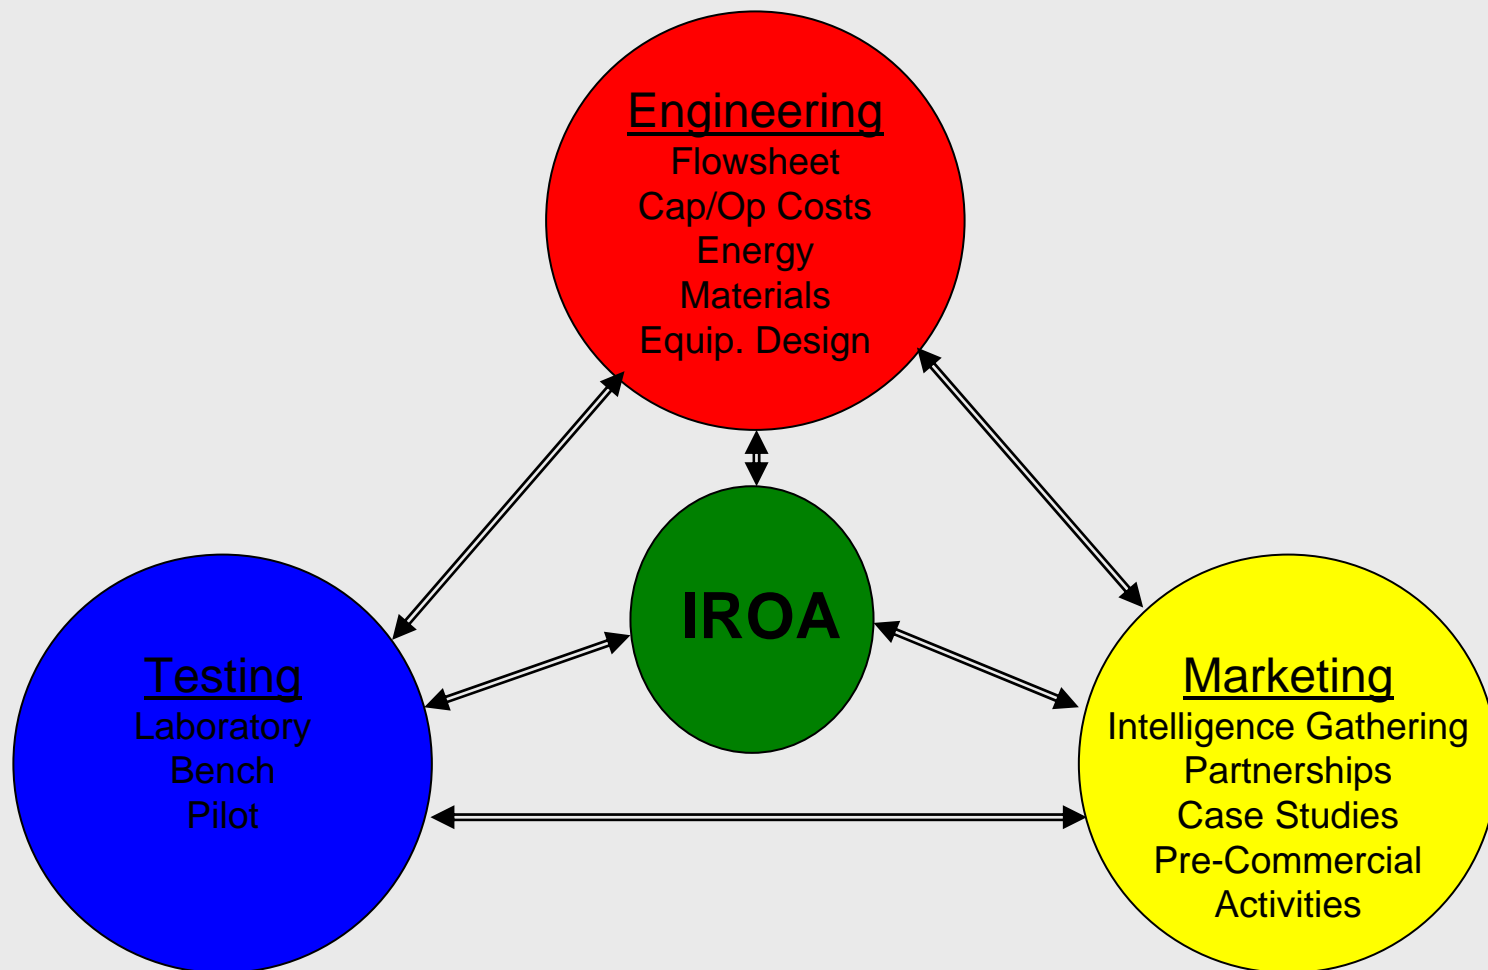 Engineering
Flowsheet
Cap/Op Costs
Energy
Materials
Equip. Design
IROA
Testing
Laboratory
Bench
Pilot
Marketing
Intelligence Gathering
Partnerships
Case Studies
Pre-Commercial
Activities